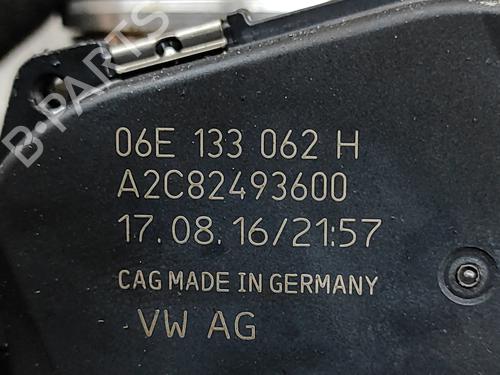 B-PARTS
06E 133 062 H
A2C82493600
17.08.16/21:57
CAG MADE IN GERMANY
VW AG